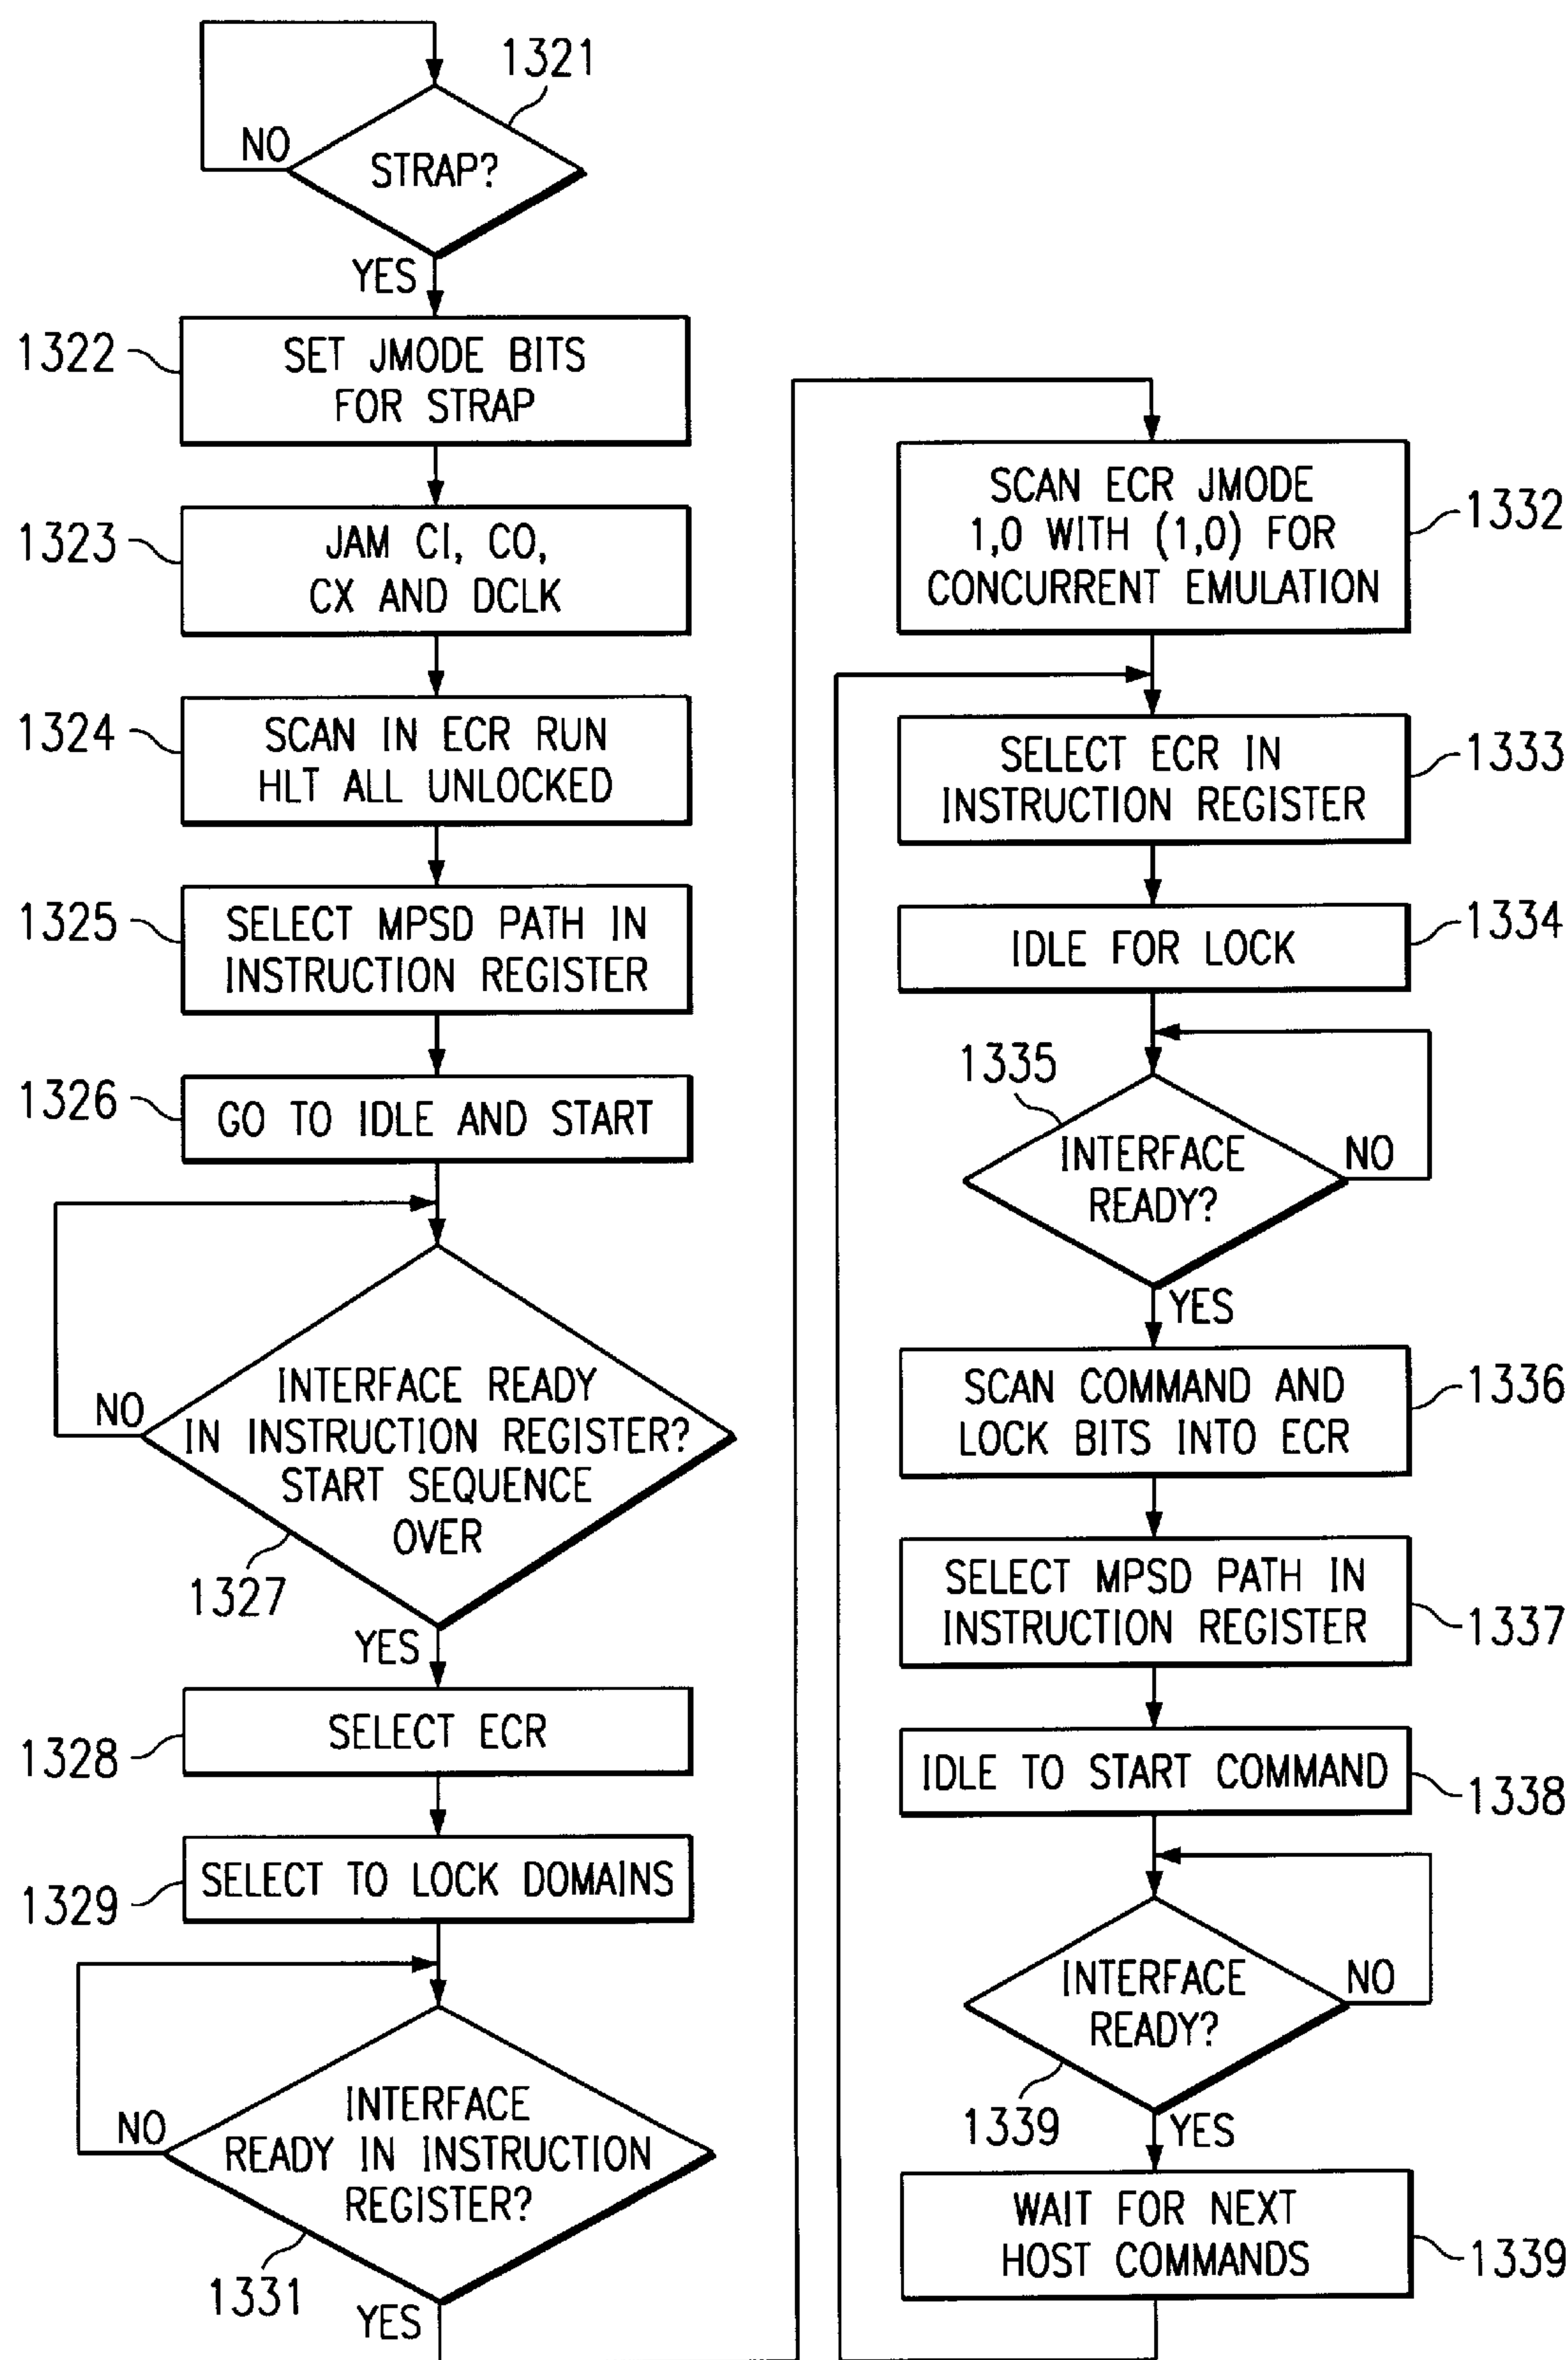 1321
NO
STRAP?
YES
1322
SET JMODE BITS
FOR STRAP
1323
JAM CI, CO,
CX AND DCLK
1324
SCAN IN ECR RUN
HLT ALL UNLOCKED
1325
SELECT MPSD PATH IN
INSTRUCTION REGISTER
1326
GO TO IDLE AND START
NO
INTERFACE READY
IN INSTRUCTION REGISTER?
START SEQUENCE
OVER
1327
YES
1328
SELECT ECR
1329
SELECT TO LOCK DOMAINS
NO
INTERFACE
READY IN INSTRUCTION
REGISTER?
1331
YES
SCAN ECR JMODE
1,0 WITH (1,0) FOR
CONCURRENT EMULATION
1332
SELECT ECR IN
INSTRUCTION REGISTER
1333
IDLE FOR LOCK
1334
1335
INTERFACE
READY?
NO
YES
SCAN COMMAND AND
LOCK BITS INTO ECR
1336
SELECT MPSD PATH IN
INSTRUCTION REGISTER
1337
IDLE TO START COMMAND
1338
INTERFACE
READY?
NO
1339
YES
WAIT FOR NEXT
HOST COMMANDS
1339